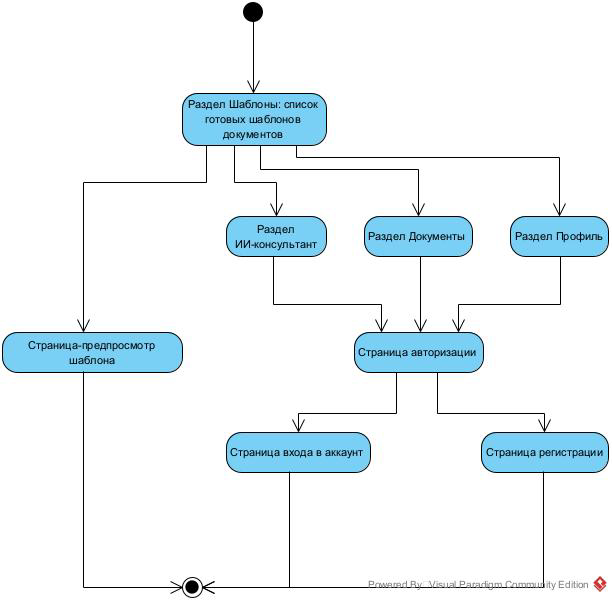 Раздел Шаблоны: список
готовых шаблонов
документов
Раздел
ИИ-консультант
Раздел Документы
Раздел Профиль
Страница-предпросмотр
шаблона
Страница авторизации
Страница входа в аккаунт
Страница регистрации
Powered By Visual Paradigm Community Edition